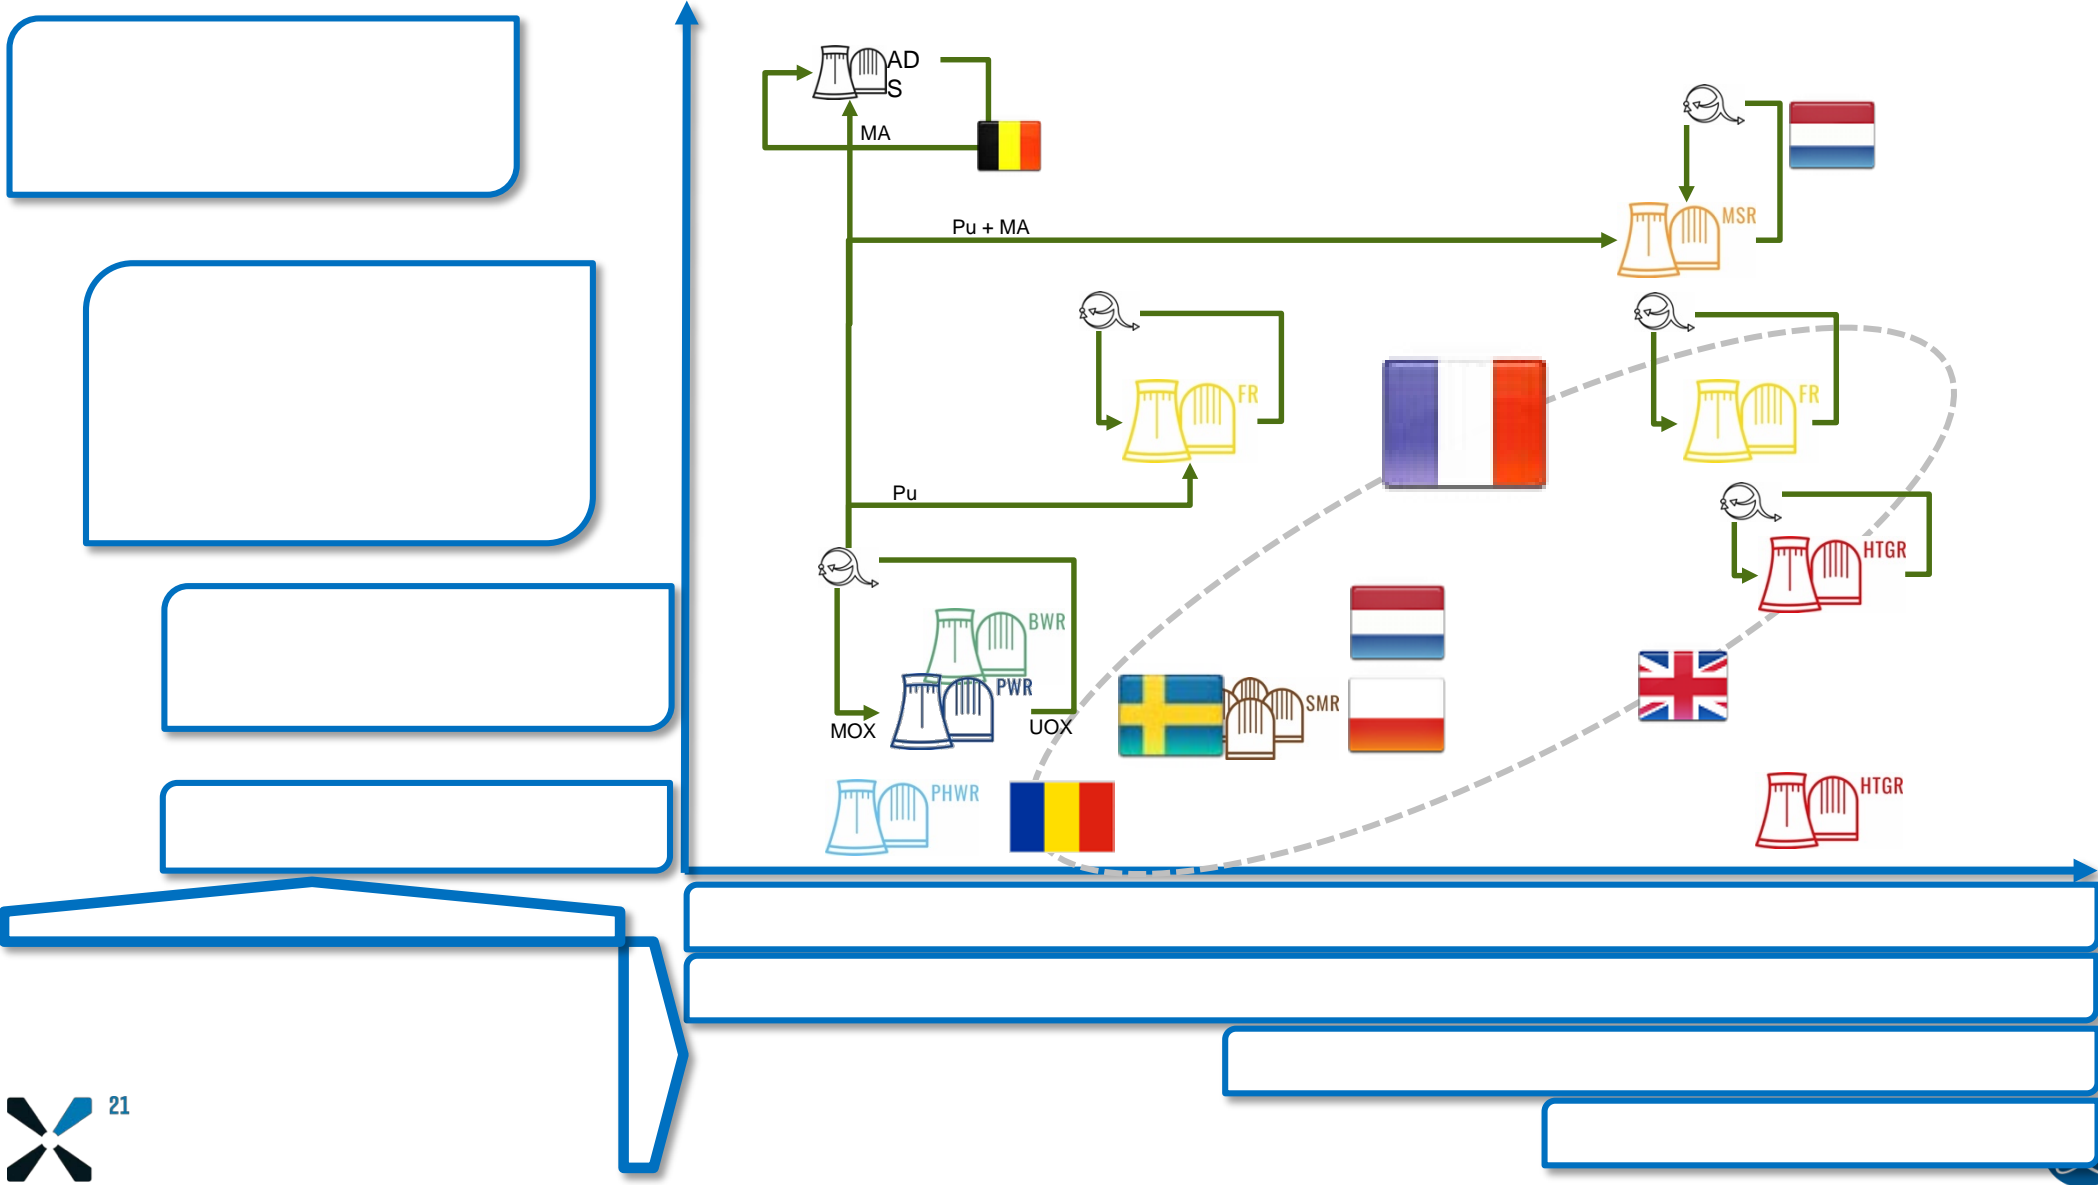 AD
S
MA
Pu + MA
MSR
FR
FR
Pu
HTGR
BWR
PWR
SMR
MOX
UOX
PHWR
HTGR
21